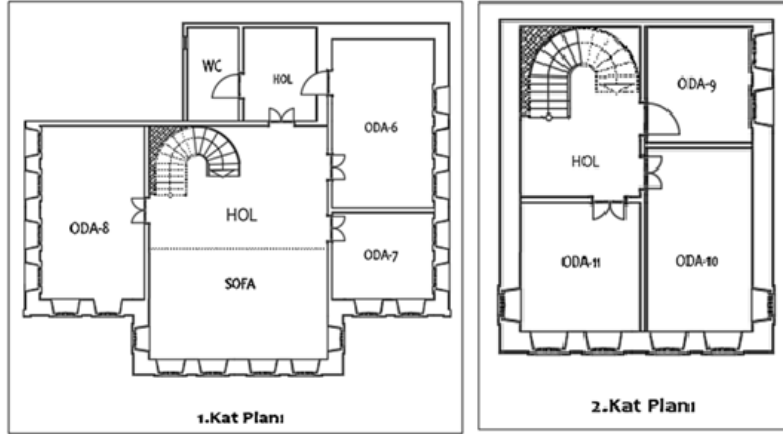 WC
HOL
ODA-6
ODA-8
HOL
ODA-7
SOFA
1.Kat Planı
ODA-9
HOL
ODA-11
ODA-10
2.Kat Planı